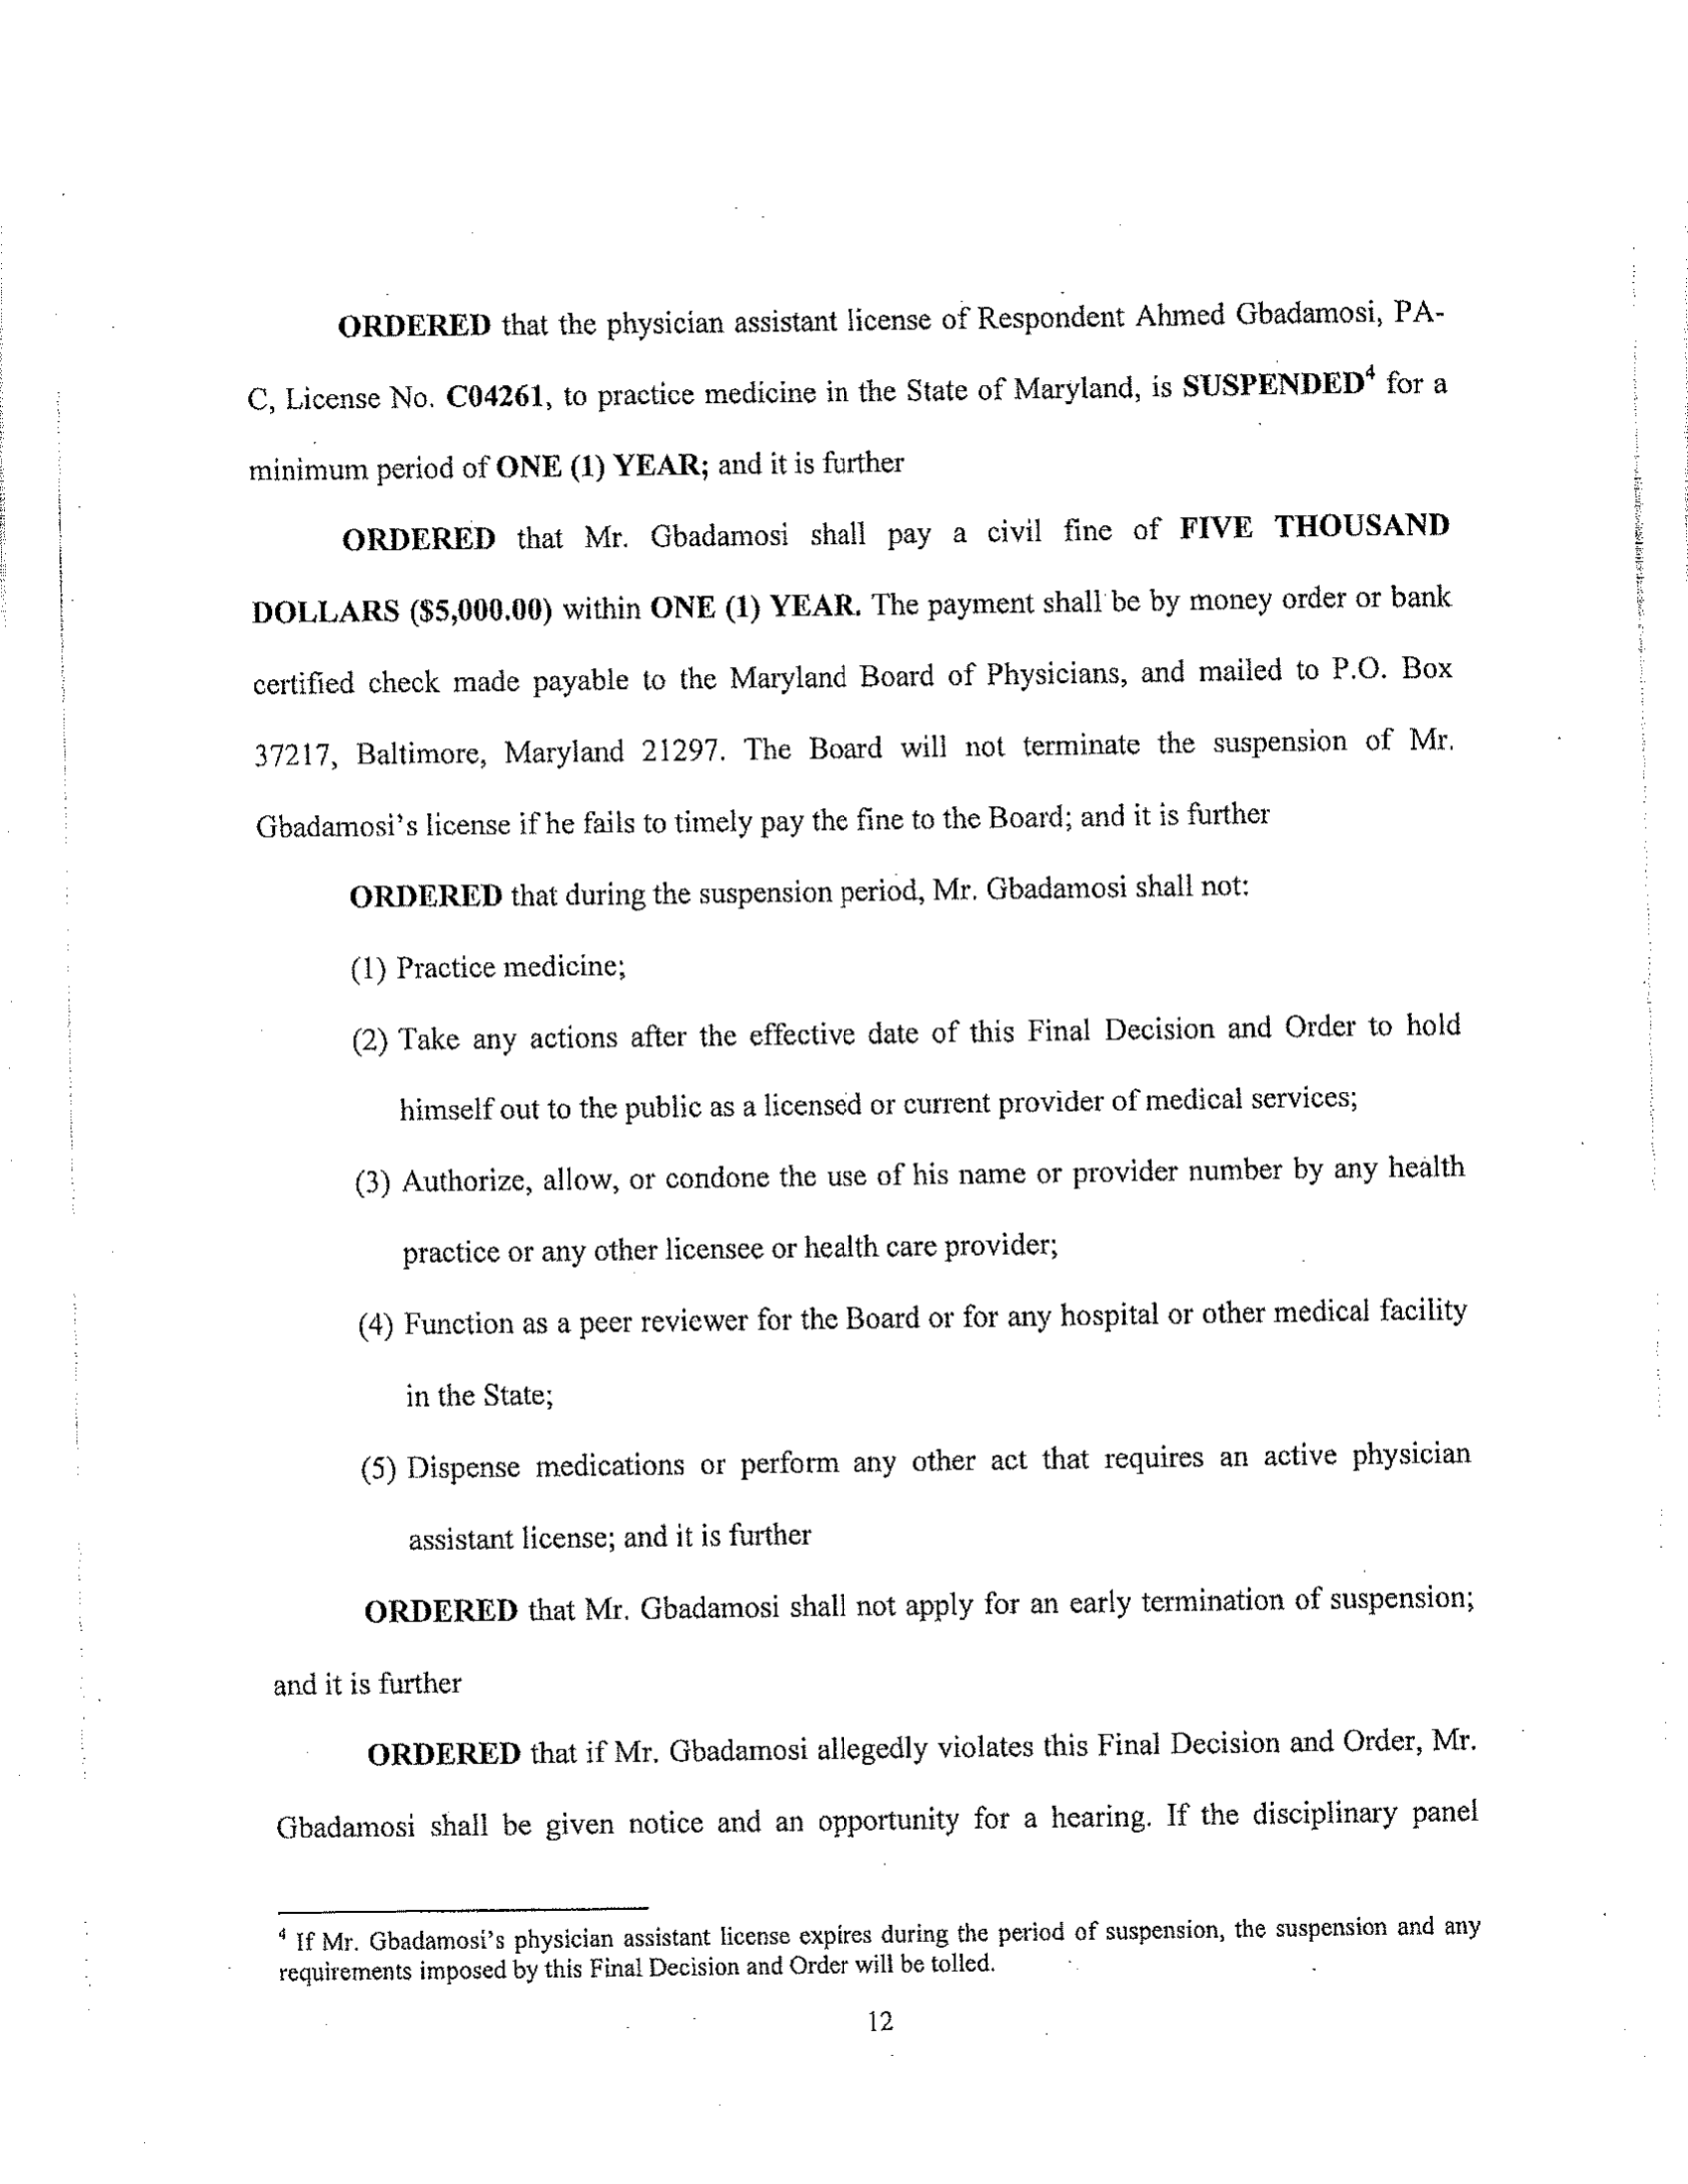 ORDERED that the physician assistant license of Respondent Ahmed Gbadamosi, PA-
C, License No. C04261, to practice medicine in the State of Maryland, is SUSPENDED⁴ for a
minimum period of ONE (1) YEAR; and it is further
ORDERED that Mr. Gbadamosi shall pay a civil fine of FIVE THOUSAND
DOLLARS ($5,000.00) within ONE (1) YEAR. The payment shall be by money order or bank
certified check made payable to the Maryland Board of Physicians, and mailed to P.O. Box
37217, Baltimore, Maryland 21297. The Board will not terminate the suspension of Mr.
Gbadamosi's license if he fails to timely pay the fine to the Board; and it is further
ORDERED that during the suspension period, Mr. Gbadamosi shall not:
(1) Practice medicine;
(2) Take any actions after the effective date of this Final Decision and Order to hold
himself out to the public as a licensed or current provider of medical services;
(3) Authorize, allow, or condone the use of his name or provider number by any health
practice or any other licensee or health care provider;
(4) Function as a peer reviewer for the Board or for any hospital or other medical facility
in the State;
(5) Dispense medications or perform any other act that requires an active physician
assistant license; and it is further
ORDERED that Mr. Gbadamosi shall not apply for an early termination of suspension;
and it is further
ORDERED that if Mr. Gbadamosi allegedly violates this Final Decision and Order, Mr.
Gbadamosi shall be given notice and an opportunity for a hearing. If the disciplinary panel
⁴ If Mr. Gbadamosi's physician assistant license expires during the period of suspension, the suspension and any
requirements imposed by this Final Decision and Order will be tolled.
12